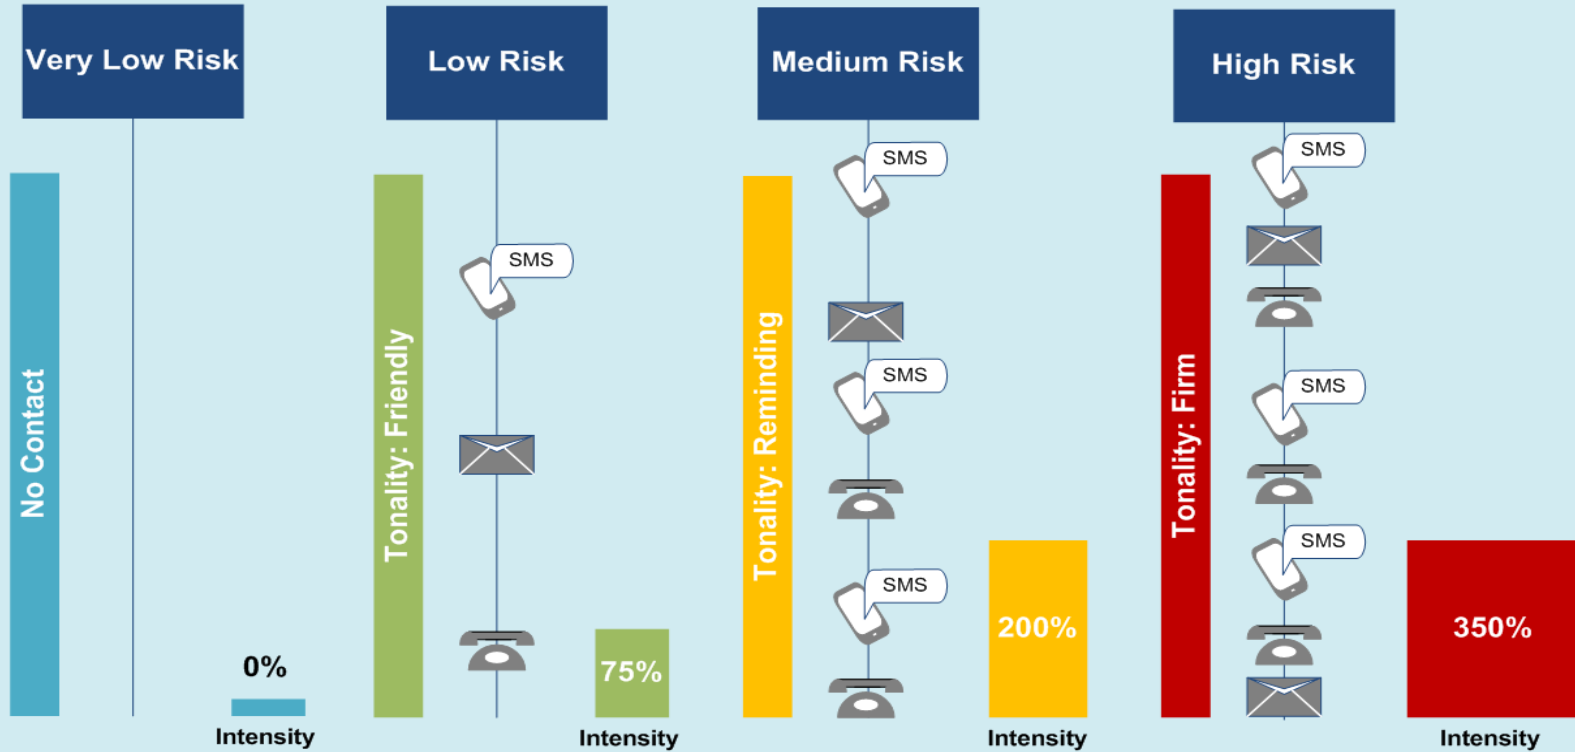 Very Low Risk
No Contact
0%
Intensity
Low Risk
Tonality: Friendly
SMS
75%
Intensity
Medium Risk
Tonality: Reminding
SMS
SMS
SMS
200%
Intensity
High Risk
Tonality: Firm
SMS
SMS
SMS
350%
Intensity